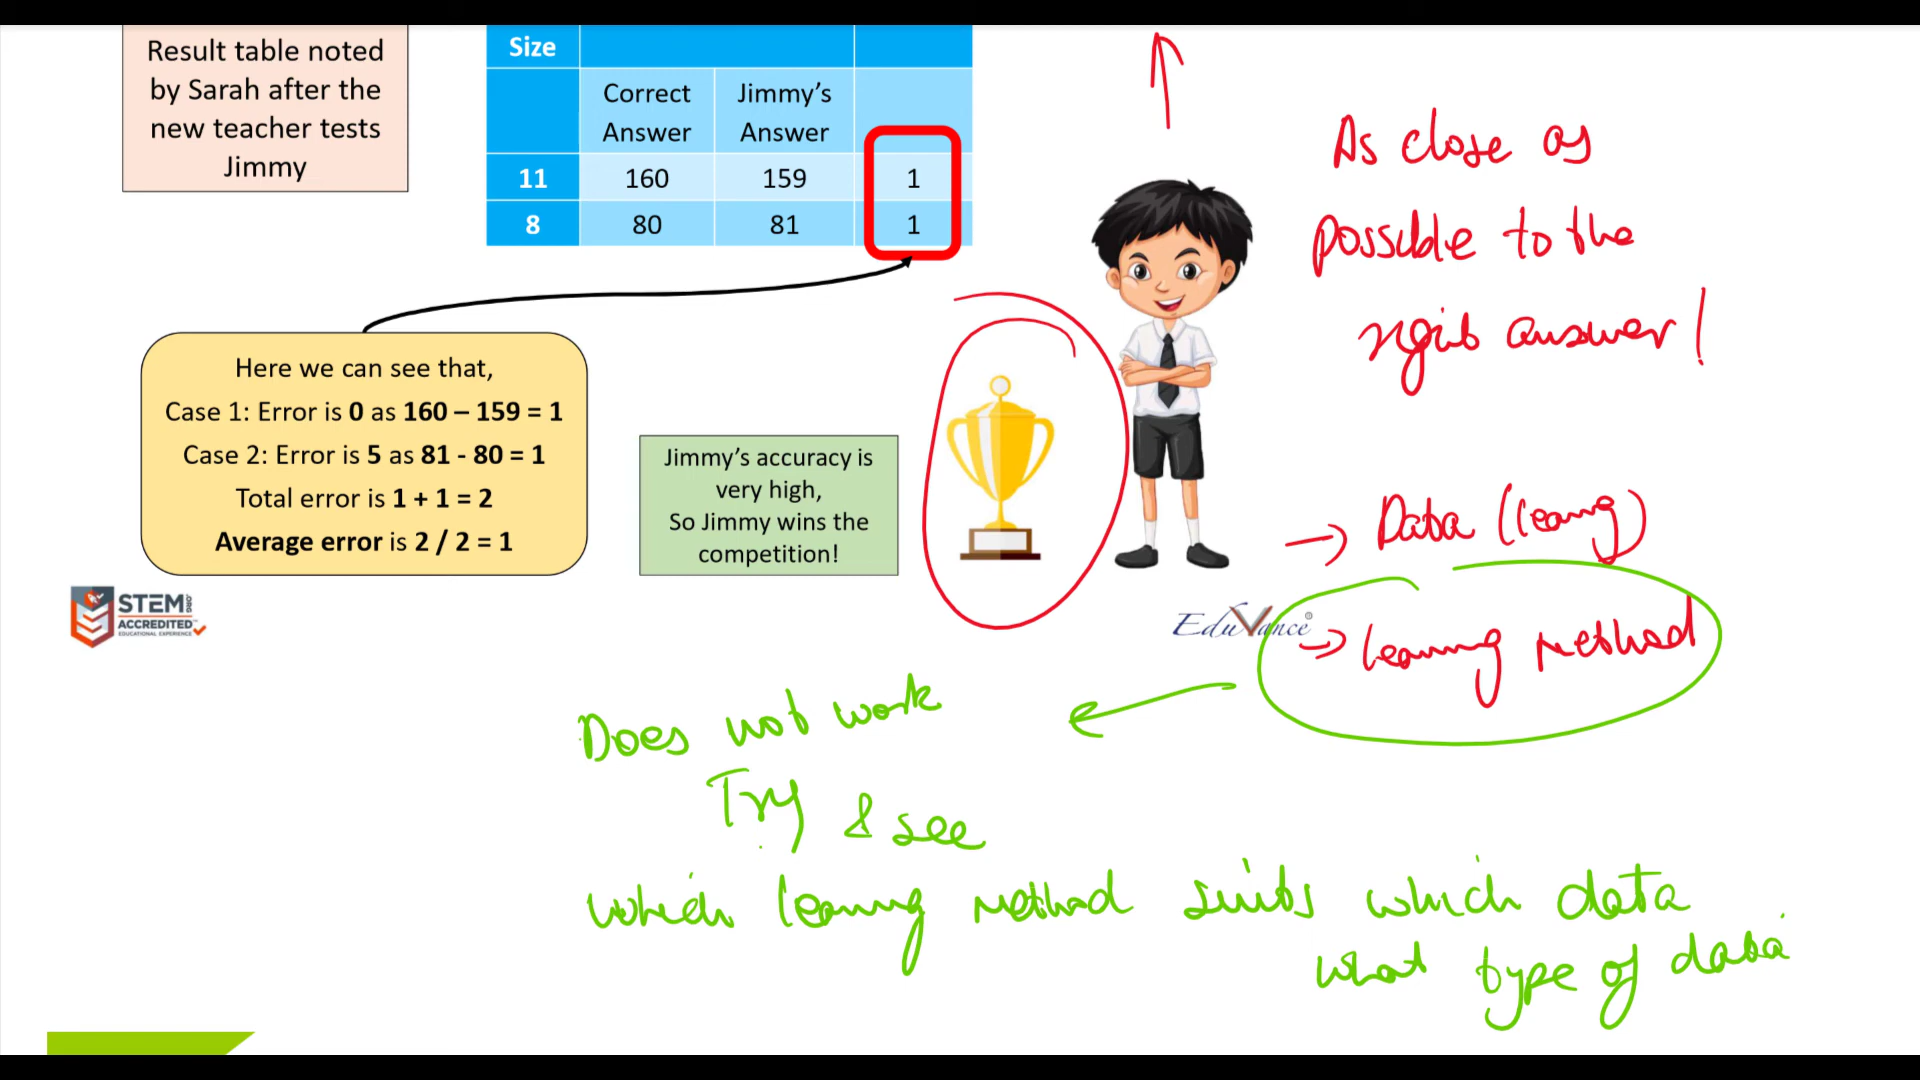 Result table noted
by Sarah after the
new teacher tests
Jimmy
Size
Correct Answer Jimmy's Answer
11 160 159 1
8 80 81 1
As close as
possible to the
answer!
Here we can see that,
Case 1: Error is 0 as 160 – 159 = 1
Case 2: Error is 5 as 81 - 80 = 1
Total error is 1 + 1 = 2
Average error is 2 / 2 = 1
Jimmy's accuracy is
very high,
So Jimmy wins the
competition!
→ Data (learning)
→ learning method
STEM.ORG
ACCREDITED™
EDUCATIONAL EXPERIENCE
EduVance®
Does not work
Try & see
which learning method suits which data
what type of data